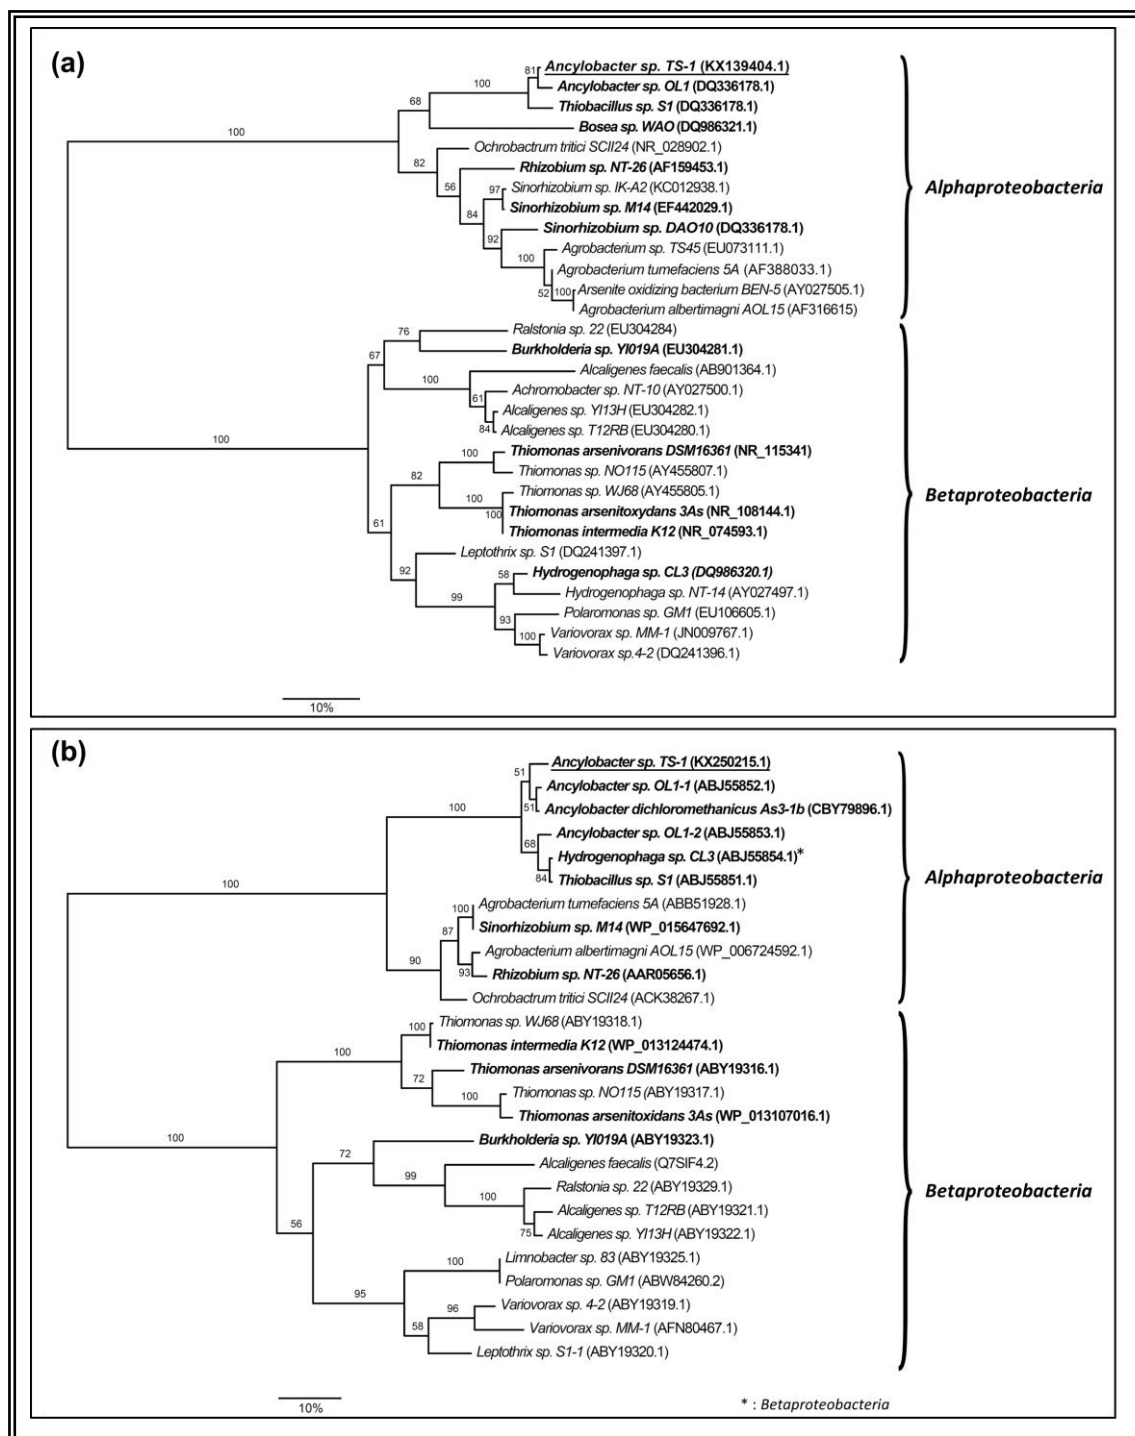 (a)
81
Ancylobacter sp. TS-1 (KX139404.1)
100
Ancylobacter sp. OL1 (DQ336178.1)
68
Thiobacillus sp. S1 (DQ336178.1)
Bosea sp. WAO (DQ986321.1)
100
Ochrobactrum tritici SCII24 (NR_028902.1)
82
Rhizobium sp. NT-26 (AF159453.1)
56
97
Sinorhizobium sp. IK-A2 (KC012938.1)
Alphaproteobacteria
84
Sinorhizobium sp. M14 (EF442029.1)
Sinorhizobium sp. DAO10 (DQ336178.1)
92
Agrobacterium sp. TS45 (EU073111.1)
100
Agrobacterium tumefaciens 5A (AF388033.1)
52
100
Arsenite oxidizing bacterium BEN-5 (AY027505.1)
Agrobacterium albertimagni AOL15 (AF316615)
76
Ralstonia sp. 22 (EU304284)
67
Burkholderia sp. YI019A (EU304281.1)
100
Alcaligenes faecalis (AB901364.1)
61
Achromobacter sp. NT-10 (AY027500.1)
Alcaligenes sp. YI13H (EU304282.1)
84
Alcaligenes sp. T12RB (EU304280.1)
100
100
Thiomonas arsenivorans DSM16361 (NR_115341)
82
Thiomonas sp. NO115 (AY455807.1)
100
Thiomonas sp. WJ68 (AY455805.1)
Betaproteobacteria
100
Thiomonas arsenitoxydans 3As (NR_108144.1)
61
Thiomonas intermedia K12 (NR_074593.1)
Leptothrix sp. S1 (DQ241397.1)
92
58
Hydrogenophaga sp. CL3 (DQ986320.1)
99
Hydrogenophaga sp. NT-14 (AY027497.1)
93
Polaromonas sp. GM1 (EU106605.1)
100
Variovorax sp. MM-1 (JN009767.1)
Variovorax sp.4-2 (DQ241396.1)
10%
(b)
Ancylobacter sp. TS-1 (KX250215.1)
51
Ancylobacter sp. OL1-1 (ABJ55852.1)
100
51
Ancylobacter dichloromethanicus As3-1b (CBY79896.1)
Ancylobacter sp. OL1-2 (ABJ55853.1)
68
Hydrogenophaga sp. CL3 (ABJ55854.1)*
84
Thiobacillus sp. S1 (ABJ55851.1)
Alphaproteobacteria
100
100
Agrobacterium tumefaciens 5A (ABB51928.1)
87
Sinorhizobium sp. M14 (WP_015647692.1)
Agrobacterium albertimagni AOL15 (WP_006724592.1)
90
93
Rhizobium sp. NT-26 (AAR05656.1)
Ochrobactrum tritici SCII24 (ACK38267.1)
100
Thiomonas sp. WJ68 (ABY19318.1)
100
Thiomonas intermedia K12 (WP_013124474.1)
72
Thiomonas arsenivorans DSM16361 (ABY19316.1)
100
Thiomonas sp. NO115 (ABY19317.1)
Thiomonas arsenitoxidans 3As (WP_013107016.1)
100
72
Burkholderia sp. YI019A (ABY19323.1)
99
Alcaligenes faecalis (Q7SIF4.2)
Betaproteobacteria
100
Ralstonia sp. 22 (ABY19329.1)
Alcaligenes sp. T12RB (ABY19321.1)
56
75
Alcaligenes sp. YI13H (ABY19322.1)
100
Limnobacter sp. 83 (ABY19325.1)
Polaromonas sp. GM1 (ABW84260.2)
95
96
Variovorax sp. 4-2 (ABY19319.1)
58
Variovorax sp. MM-1 (AFN80467.1)
Leptothrix sp. S1-1 (ABY19320.1)
10%
* : Betaproteobacteria